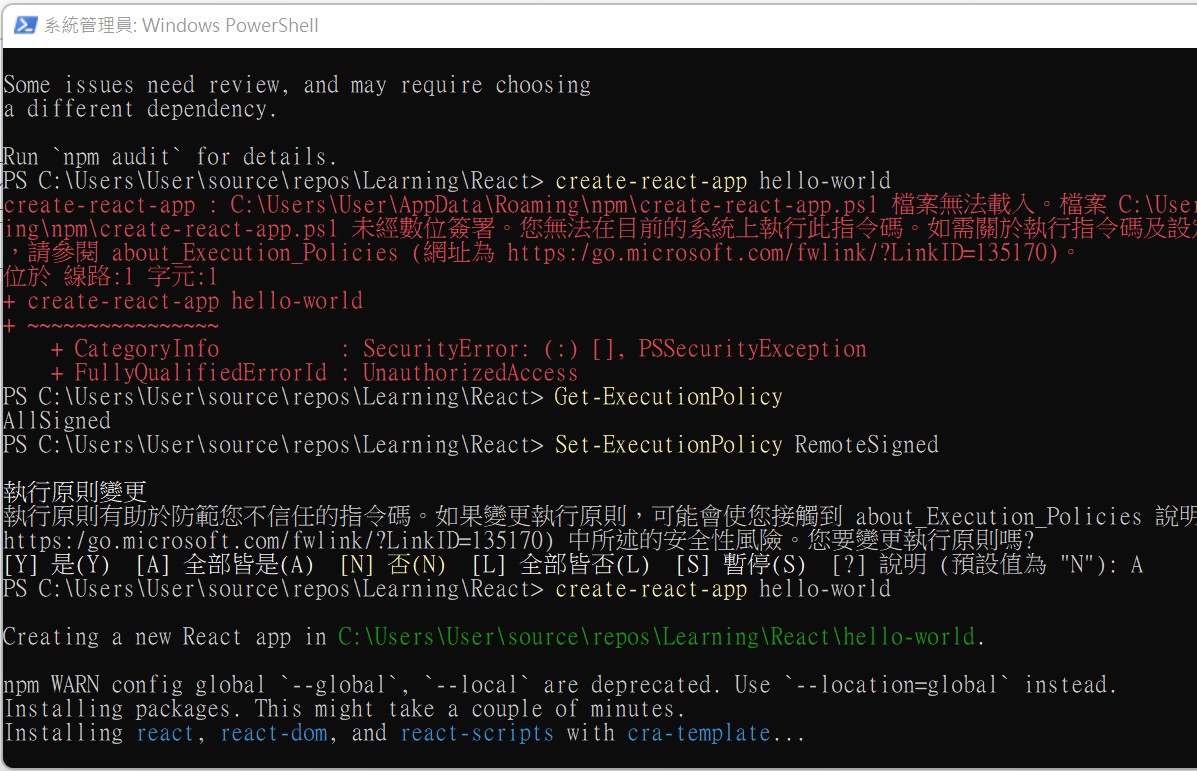 系統管理員: Windows PowerShell
Some issues need review, and may require choosing
a different dependency.
Run `npm audit` for details.
PS C:\Users\User\source\repos\Learning\React> create-react-app hello-world
create-react-app : C:\Users\User\AppData\Roaming\npm\create-react-app.ps1 檔案無法載入。檔案 C:\User
ing\npm\create-react-app.ps1 未經數位簽署。您無法在目前的系統上執行此指令碼。如需關於執行指令碼及設定
，請參閱 about_Execution_Policies (網址為 https:/go.microsoft.com/fwlink/?LinkID=135170)。
位於 線路:1 字元:1
+ create-react-app hello-world
+ ~~~~~~~~~~~~~~~~
+ CategoryInfo : SecurityError: (:) [], PSSecurityException
+ FullyQualifiedErrorId : UnauthorizedAccess
PS C:\Users\User\source\repos\Learning\React> Get-ExecutionPolicy
AllSigned
PS C:\Users\User\source\repos\Learning\React> Set-ExecutionPolicy RemoteSigned
執行原則變更
執行原則有助於防範您不信任的指令碼。如果變更執行原則，可能會使您接觸到 about_Execution_Policies 說明
https:/go.microsoft.com/fwlink/?LinkID=135170) 中所述的安全性風險。您要變更執行原則嗎?
[Y] 是(Y) [A] 全部皆是(A) [N] 否(N) [L] 全部皆否(L) [S] 暫停(S) [?] 說明 (預設值為 "N"): A
PS C:\Users\User\source\repos\Learning\React> create-react-app hello-world
Creating a new React app in C:\Users\User\source\repos\Learning\React\hello-world.
npm WARN config global `--global`, `--local` are deprecated. Use `--location=global` instead.
Installing packages. This might take a couple of minutes.
Installing react, react-dom, and react-scripts with cra-template...